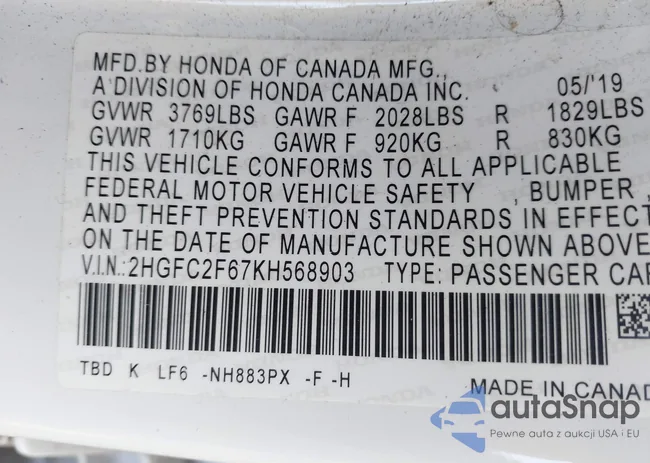 MFD.BY HONDA OF CANADA MFG.,
A DIVISION OF HONDA CANADA INC. 05/'19
GVWR 3769LBS GAWR F 2028LBS R 1829LBS
GVWR 1710KG GAWR F 920KG R 830KG
THIS VEHICLE CONFORMS TO ALL APPLICABLE
FEDERAL MOTOR VEHICLE SAFETY , BUMPER ,
AND THEFT PREVENTION STANDARDS IN EFFECT
ON THE DATE OF MANUFACTURE SHOWN ABOVE
V.I.N.:2HGFC2F67KH568903 TYPE: PASSENGER CAR
TBD K LF6 -NH883PX -F -H
MADE IN CANAD
autoSnap
Pewne auta z aukcji USA i EU